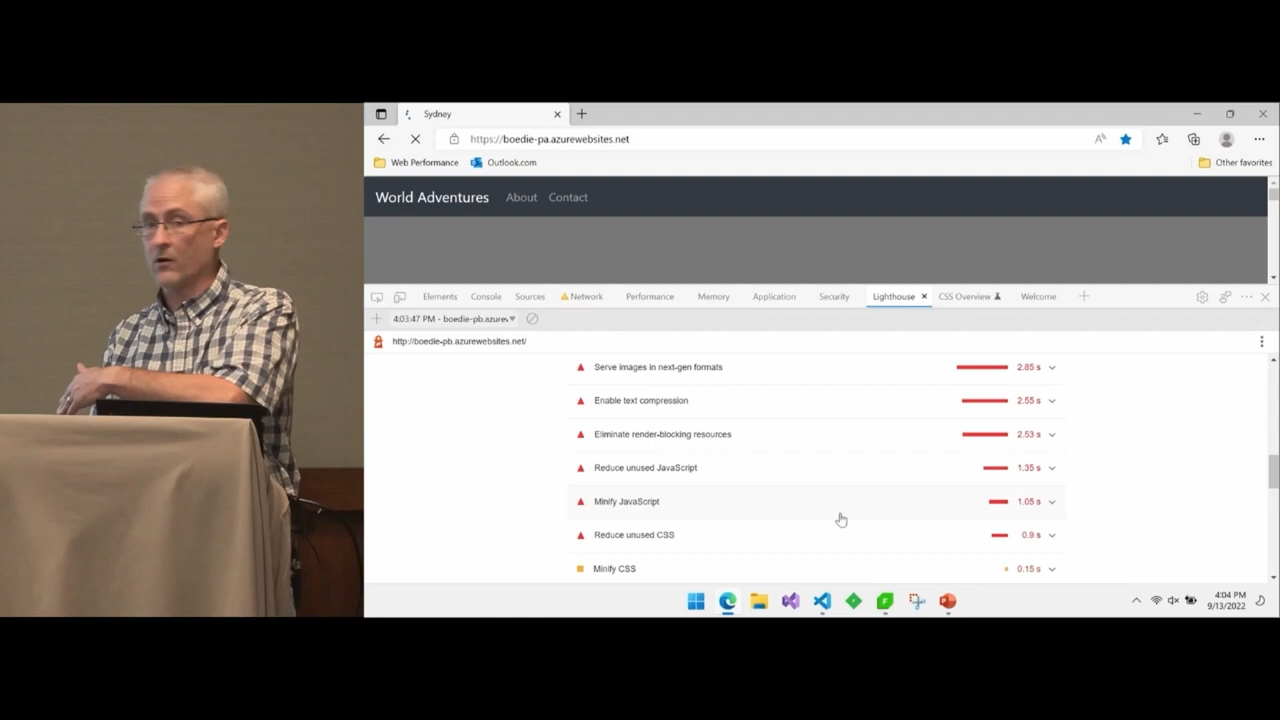 Sydney
https://boedie-pa.azurewebsites.net
Web Performance Outlook.com Other favorites
World Adventures About Contact
Elements Console Sources Network Performance Memory Application Security Lighthouse CSS Overview Welcome
4:03:47 PM - boedie-pb.azurew
http://boedie-pb.azurewebsites.net/
Serve images in next-gen formats 2.85 s
Enable text compression 2.55 s
Eliminate render-blocking resources 2.53 s
Reduce unused JavaScript 1.35 s
Minify JavaScript 1.05 s
Reduce unused CSS 0.9 s
Minify CSS 0.15 s
4:04 PM
9/13/2022